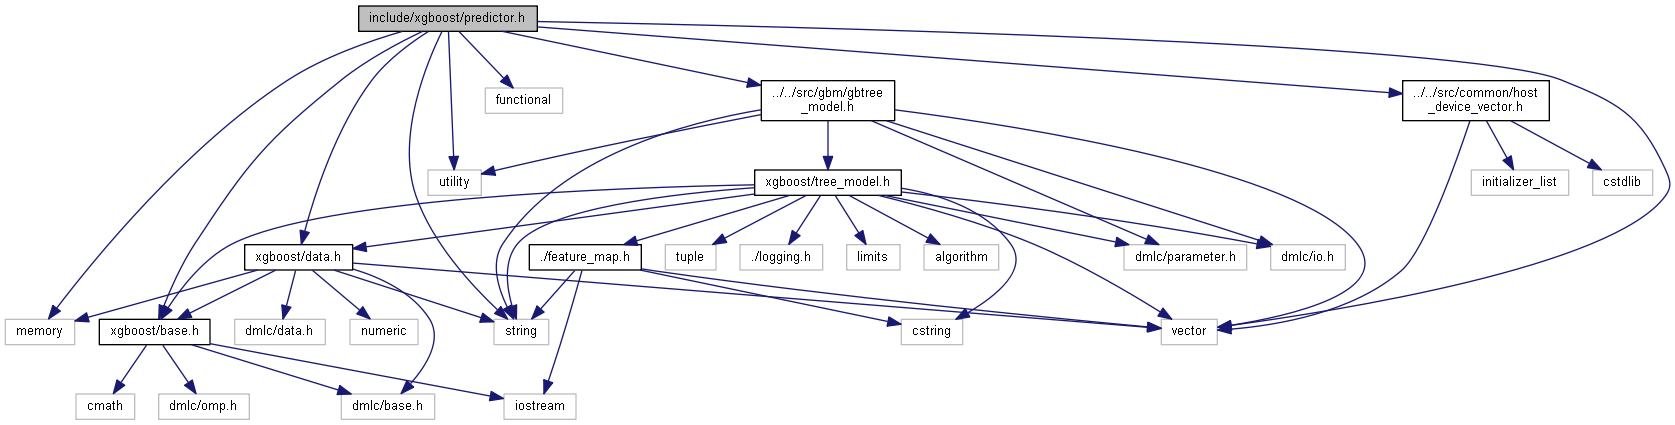 include/xgboost/predictor.h
functional
../../src/gbm/gbtree
_model.h
../../src/common/host
_device_vector.h
utility
xgboost/tree_model.h
initializer_list
cstdlib
xgboost/data.h
./feature_map.h
tuple
./logging.h
limits
algorithm
dmlc/parameter.h
dmlc/io.h
memory
xgboost/base.h
dmlc/data.h
numeric
string
cstring
vector
cmath
dmlc/omp.h
dmlc/base.h
iostream